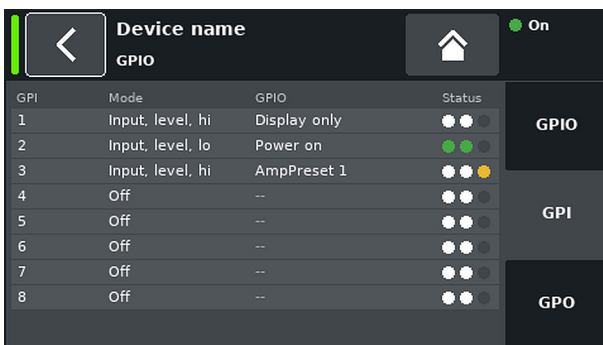 Device name
GPIO
On
GPI Mode GPIO Status
1 Input, level, hi Display only
2 Input, level, lo Power on
3 Input, level, hi AmpPreset 1
4 Off --
5 Off --
6 Off --
7 Off --
8 Off --
GPIO
GPI
GPO